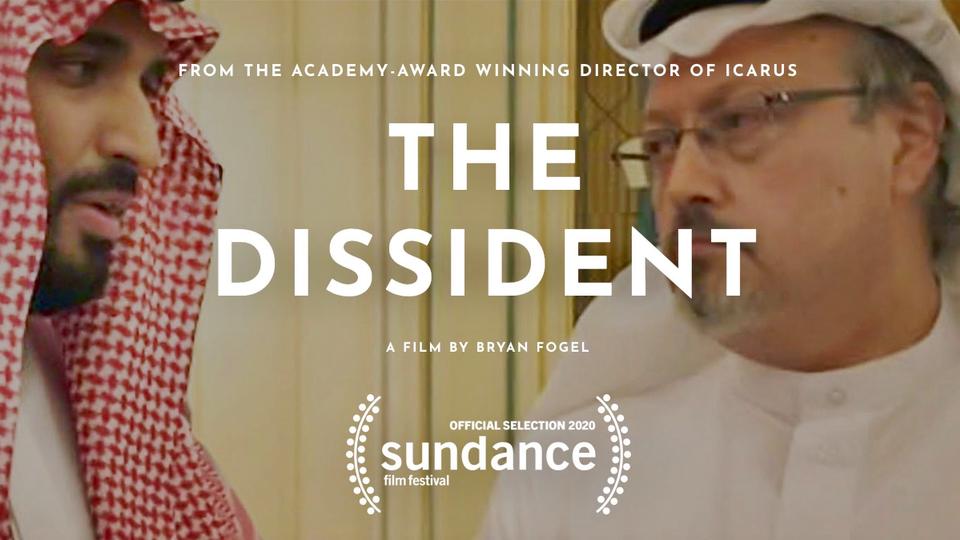 FROM THE ACADEMY-AWARD WINNING DIRECTOR OF ICARUS
THE
DISSIDENT
A FILM BY BRYAN FOGEL
OFFICIAL SELECTION 2020
sundance
film festival